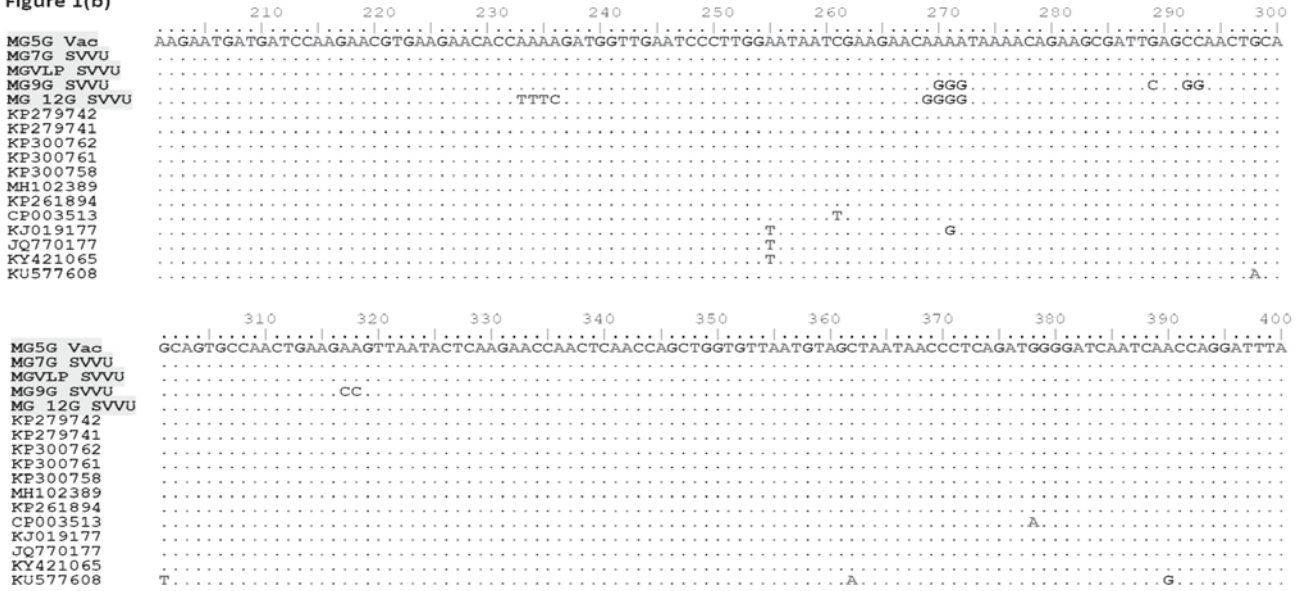 Figure 1(b)
210 220 230 240 250 260 270 280 290 300
MG5G Vac AAGAATGATGATCCAAGAACGTGAAGAACACCAAAAGATGGTTGAATCCCTTGGAATAATCGAAGAACAAAATAAAACAGAAGCGATTGAGCCAACTGCA
MG7G SVVU ....................................................................................................
MGVLP SVVU ....................................................................................................
MG9G SVVU .....................................................................GGG................C..GG.......
MG 12G SVVU ................................TTTC................................GGGG............................
KP279742 ....................................................................................................
KP279741 ....................................................................................................
KP300762 ....................................................................................................
KP300761 ....................................................................................................
KP300758 ....................................................................................................
MH102389 ....................................................................................................
KP261894 ....................................................................................................
CP003513 ............................................................T.......................................
KJ019177 ......................................................T...............G.............................
JQ770177 ......................................................T.............................................
KY421065 ......................................................T.............................................
KU577608 .................................................................................................A..
310 320 330 340 350 360 370 380 390 400
MG5G Vac GCAGTGCCAACTGAAGAAGTTAATACTCAAGAACCAACTCAACCAGCTGGTGTTAATGTAGCTAATAACCCTCAGATGGGGATCAATCAACCAGGATTTA
MG7G SVVU ....................................................................................................
MGVLP SVVU ....................................................................................................
MG9G SVVU ................CC..................................................................................
MG 12G SVVU ....................................................................................................
KP279742 ....................................................................................................
KP279741 ....................................................................................................
KP300762 ....................................................................................................
KP300761 ....................................................................................................
KP300758 ....................................................................................................
MH102389 ....................................................................................................
KP261894 ....................................................................................................
CP003513 .............................................................................A......................
KJ019177 ....................................................................................................
JQ770177 ....................................................................................................
KY421065 ....................................................................................................
KU577608 T............................................................A...........................G..........